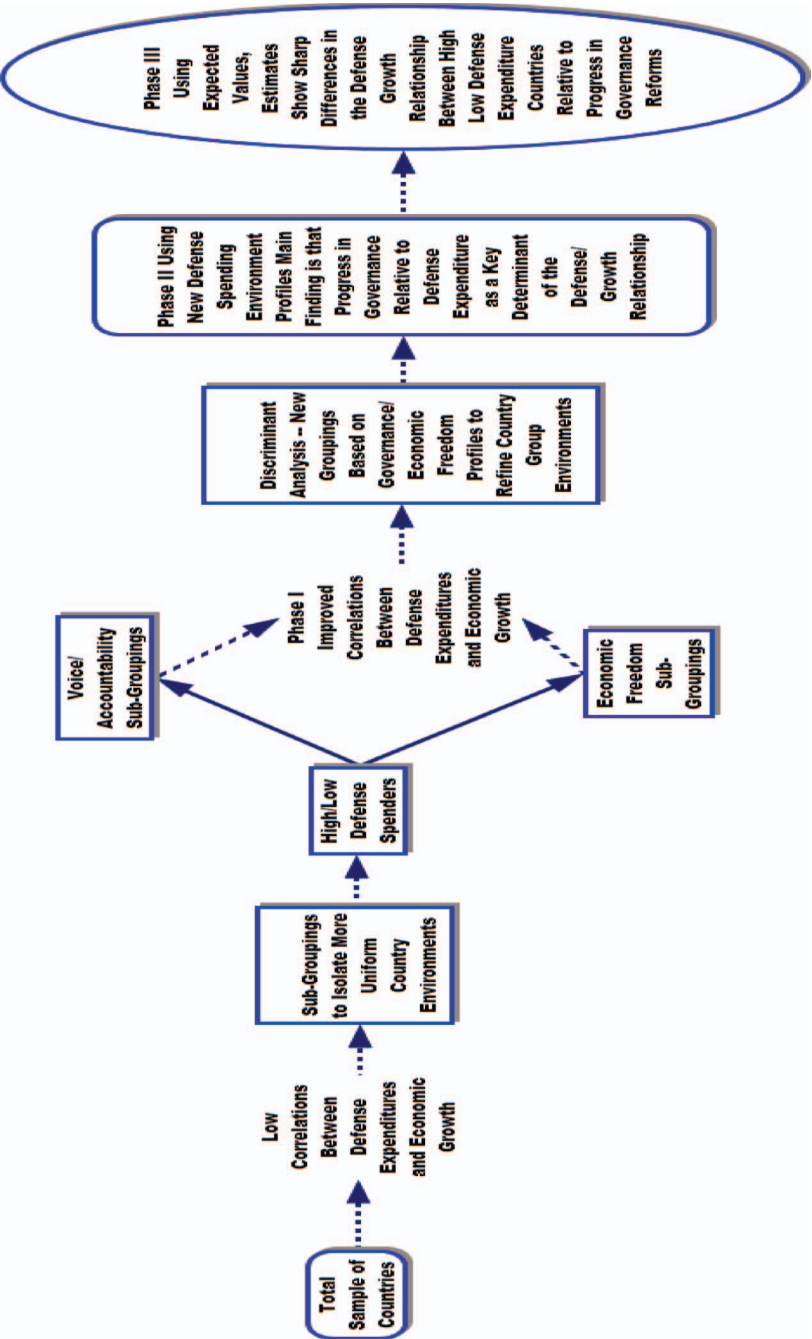 Total
Sample of
Countries
Low
Correlations
Between
Defense
Expenditures
and Economic
Growth
Sub-Groupings
to Isolate More
Uniform
Country
Environments
High/Low
Defense
Spenders
Voice/
Accountability
Sub-Groupings
Economic
Freedom
Sub-
Groupings
Phase I
Improved
Correlations
Between
Defense
Expenditures
and Economic
Growth
Discriminant
Analysis -- New
Groupings
Based on
Governance/
Economic
Freedom
Profiles to
Refine Country
Group
Environments
Phase II Using
New Defense
Spending
Environment
Profiles Main
Finding is that
Progress in
Governance
Relative to
Defense
Expenditure
as a Key
Determinant
of the
Defense/
Growth
Relationship
Phase III
Using
Expected
Values,
Estimates
Show Sharp
Differences in
the Defense
Growth
Relationship
Between High
Low Defense
Expenditure
Countries
Relative to
Progress in
Governance
Reforms